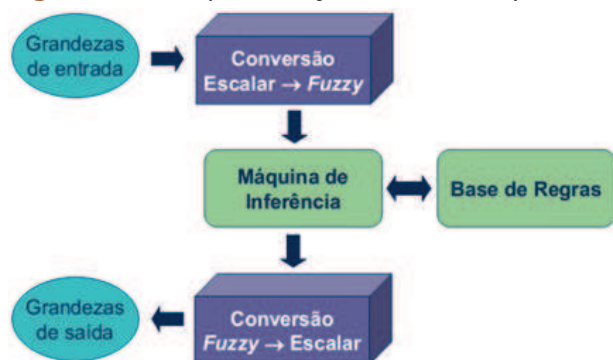 Grandezas
de entrada
Conversão
Escalar → Fuzzy
Máquina de
Inferência
Base de Regras
Grandezas
de saída
Conversão
Fuzzy → Escalar